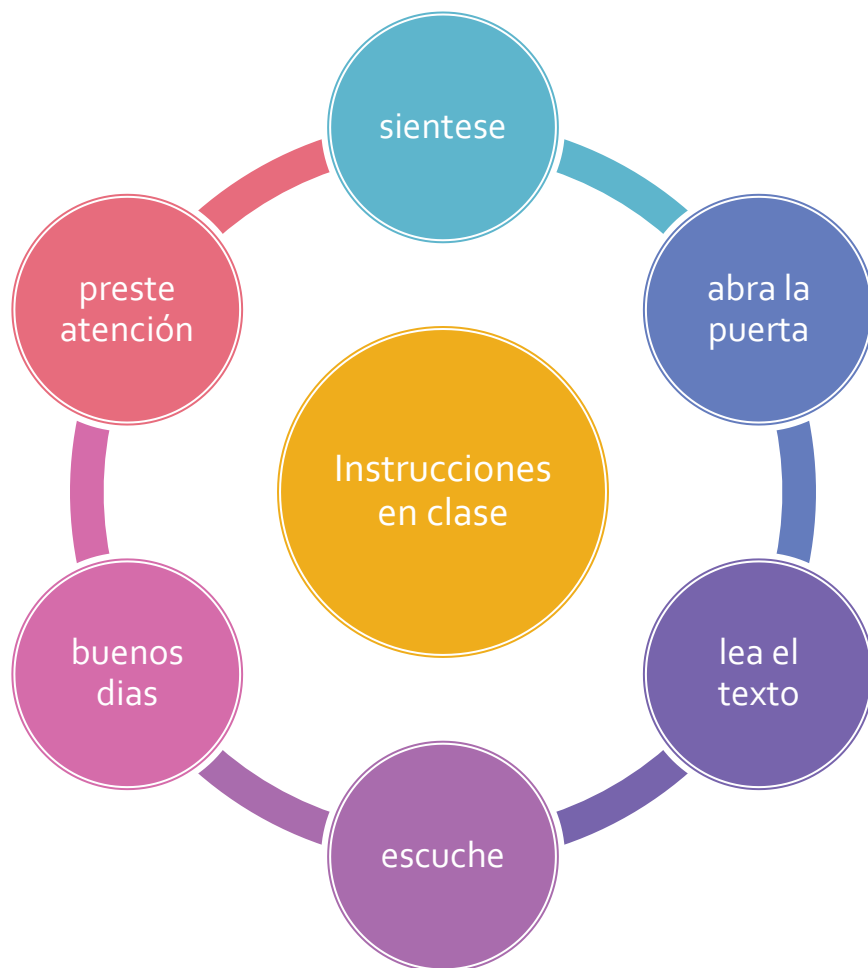 sientese
preste
atención
abra la
puerta
Instrucciones
en clase
buenos
dias
lea el
texto
escuche